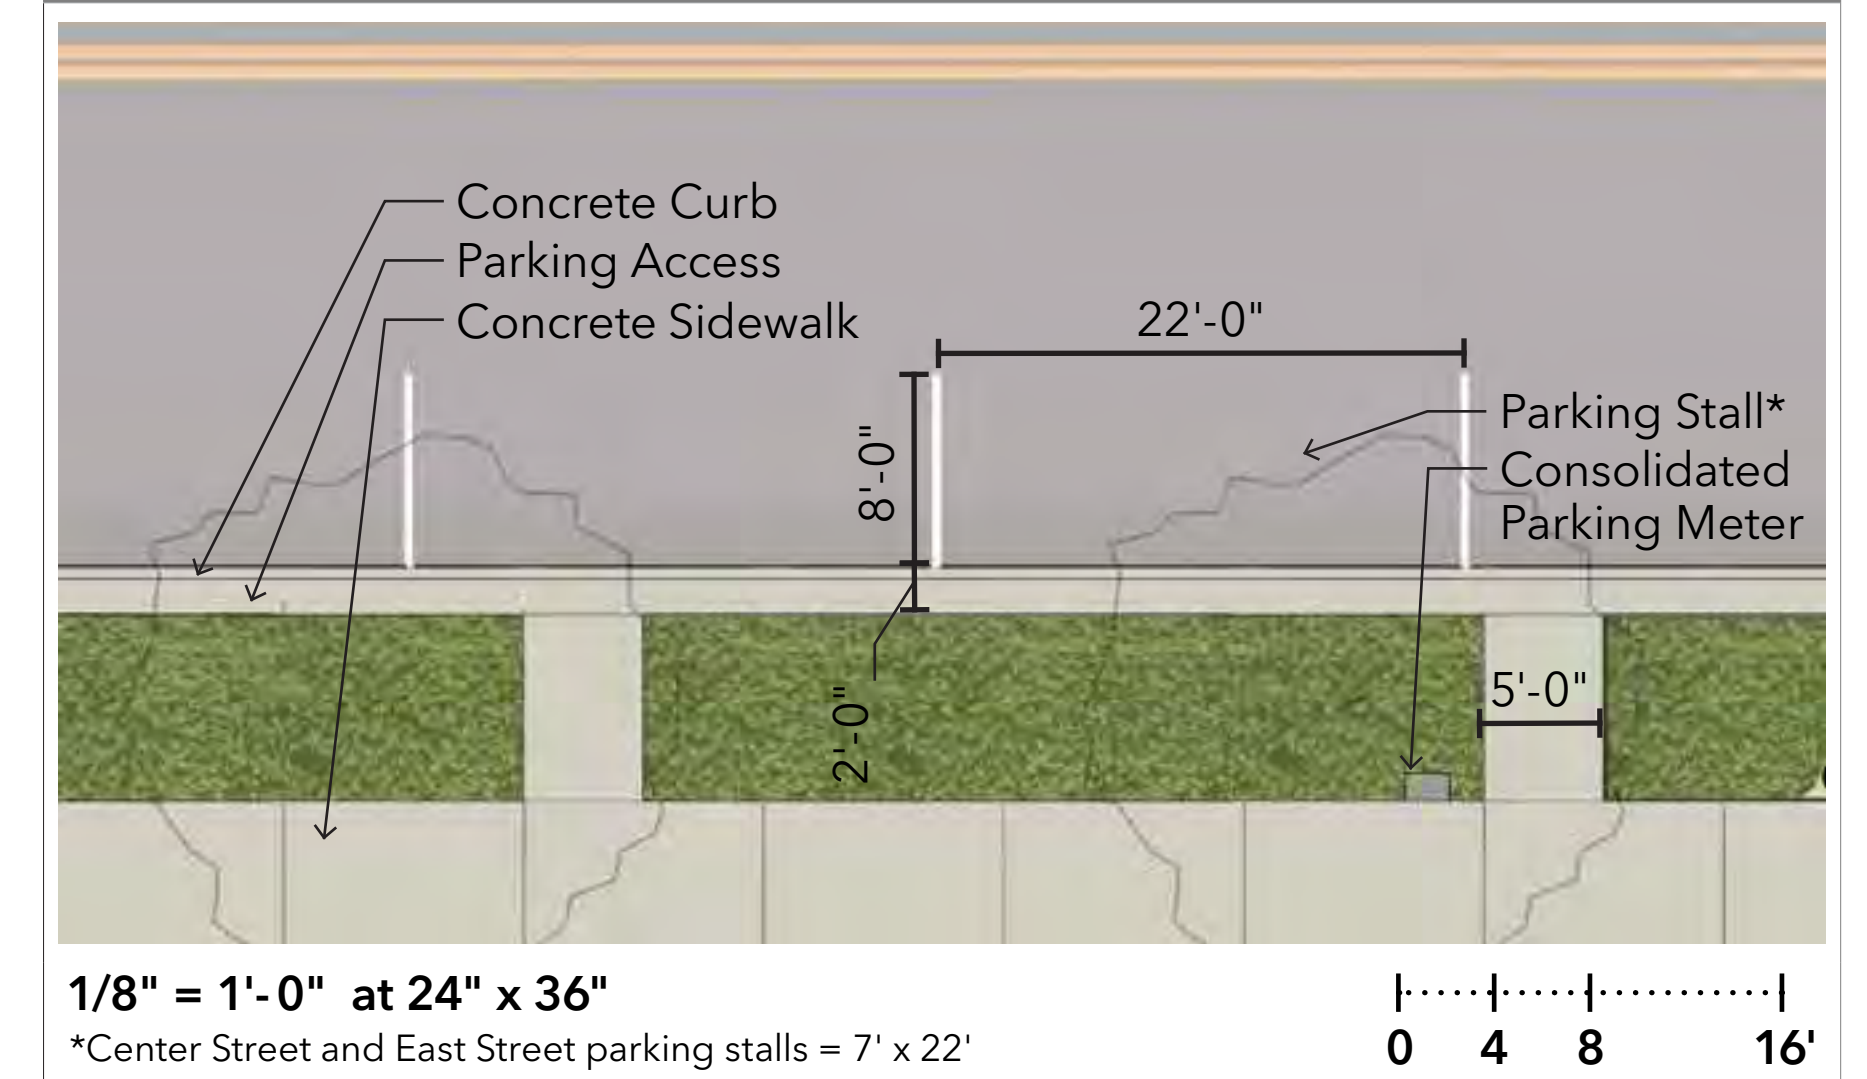 Concrete Curb
Parking Access
Concrete Sidewalk
22'-0"
8'-0"
Parking Stall*
Consolidated
Parking Meter
2'-0"
5'-0"
1/8" = 1'-0" at 24" x 36"
*Center Street and East Street parking stalls = 7' x 22'
0 4 8 16'